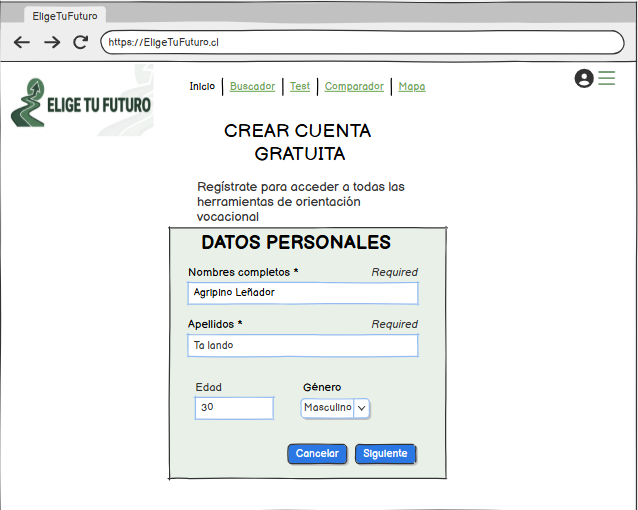 EligeTuFuturo
https://EligeTuFuturo.cl
ELIGE TU FUTURO
Inicio Buscador Test Comparador Mapa
CREAR CUENTA
GRATUITA
Regístrate para acceder a todas las
herramientas de orientación
vocacional
DATOS PERSONALES
Nombres completos * Required
Agripino Leñador
Apellidos * Required
Ta lando
Edad Género
30 Masculino
Cancelar Siguiente